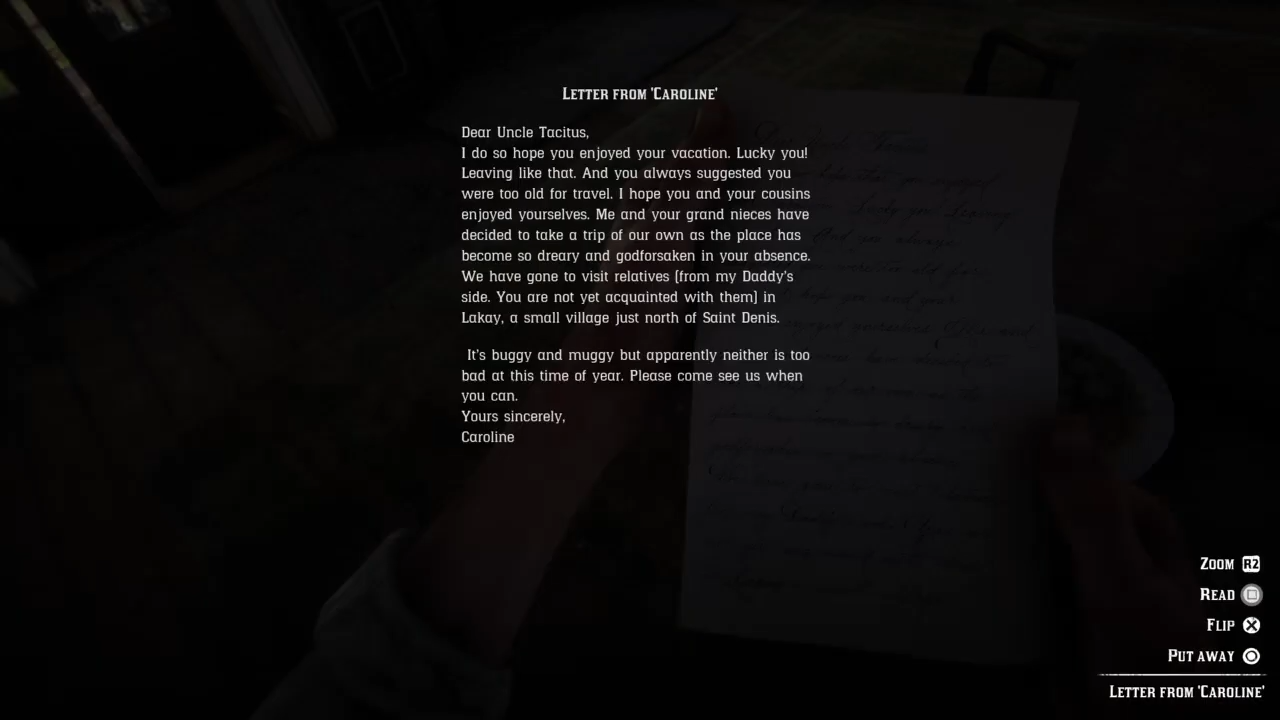 Letter from 'Caroline'
Dear Uncle Tacitus,
I do so hope you enjoyed your vacation. Lucky you!
Leaving like that. And you always suggested you
were too old for travel. I hope you and your cousins
enjoyed yourselves. Me and your grand nieces have
decided to take a trip of our own as the place has
become so dreary and godforsaken in your absence.
We have gone to visit relatives (from my Daddy's
side. You are not yet acquainted with them) in
Lakay, a small village just north of Saint Denis.
It's buggy and muggy but apparently neither is too
bad at this time of year. Please come see us when
you can.
Yours sincerely,
Caroline
Zoom R2
Read
Flip
Put away
Letter from 'Caroline'